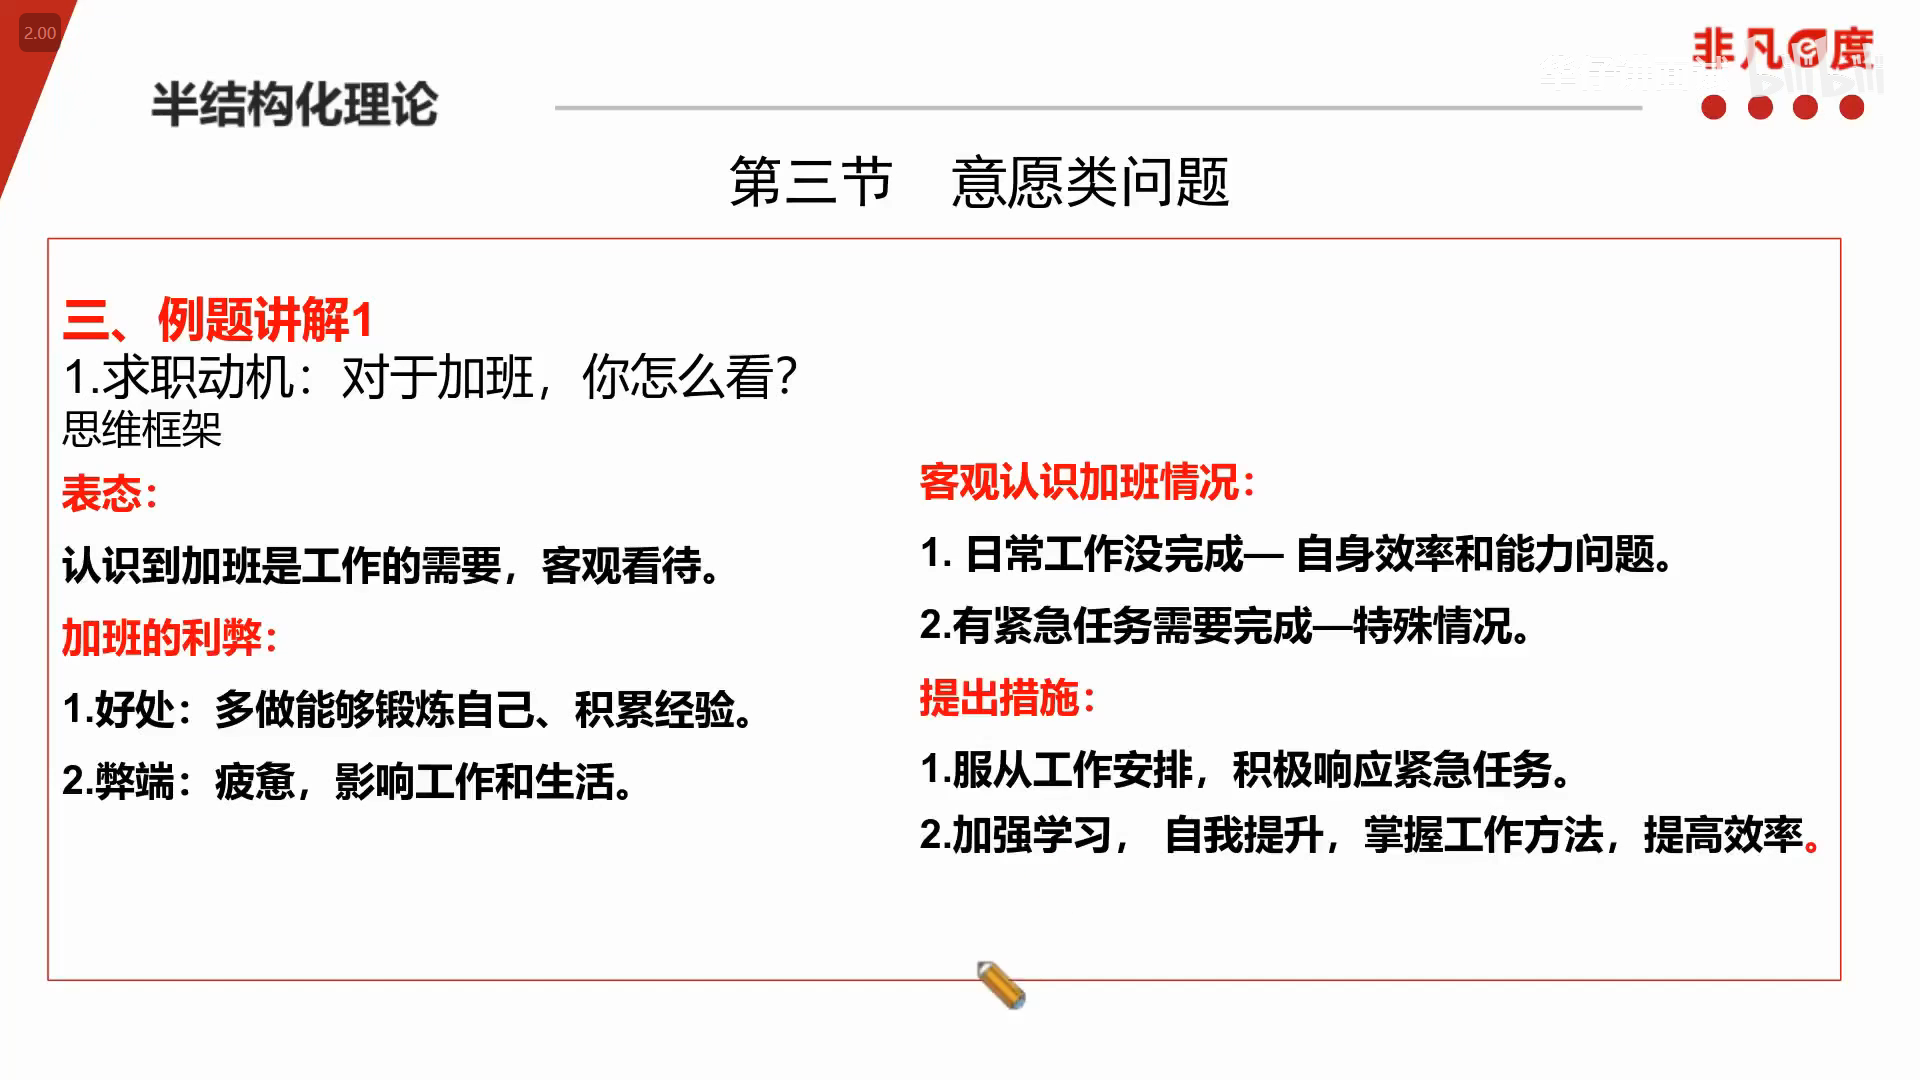 2.00
非凡e度
bilibili
半结构化理论
第三节 意愿类问题
三、例题讲解1
1.求职动机：对于加班，你怎么看？
思维框架
表态：
认识到加班是工作的需要，客观看待。
加班的利弊：
1.好处：多做能够锻炼自己、积累经验。
2.弊端：疲惫，影响工作和生活。
客观认识加班情况：
1. 日常工作没完成— 自身效率和能力问题。
2.有紧急任务需要完成—特殊情况。
提出措施：
1.服从工作安排，积极响应紧急任务。
2.加强学习， 自我提升，掌握工作方法，提高效率。